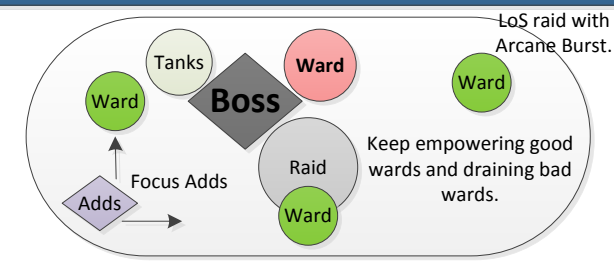 LoS raid with
Arcane Burst.
Tanks
Ward
Ward
Ward
Boss
Keep empowering good
wards and draining bad
wards.
Raid
Focus Adds
Adds
Ward